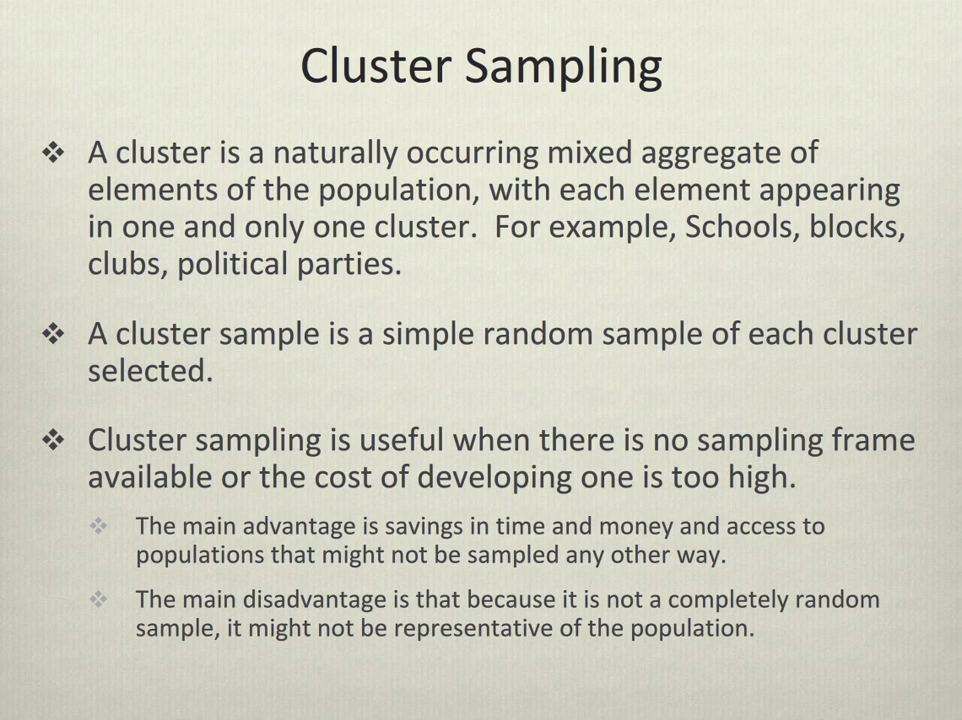 Cluster Sampling
❖ A cluster is a naturally occurring mixed aggregate of
elements of the population, with each element appearing
in one and only one cluster.  For example, Schools, blocks,
clubs, political parties.
❖ A cluster sample is a simple random sample of each cluster
selected.
❖ Cluster sampling is useful when there is no sampling frame
available or the cost of developing one is too high.
❖ The main advantage is savings in time and money and access to
populations that might not be sampled any other way.
❖ The main disadvantage is that because it is not a completely random
sample, it might not be representative of the population.